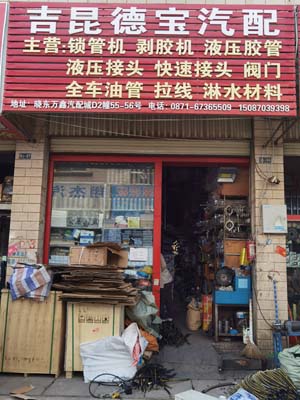 吉昆德宝汽配
主营:锁管机 剥胶机 液压胶管
液压接头 快速接头 阀门
全车油管 拉线 淋水材料
地址: 晓东万鑫汽配城D2幢55-56号 电话: 0871-67365509 15087039398